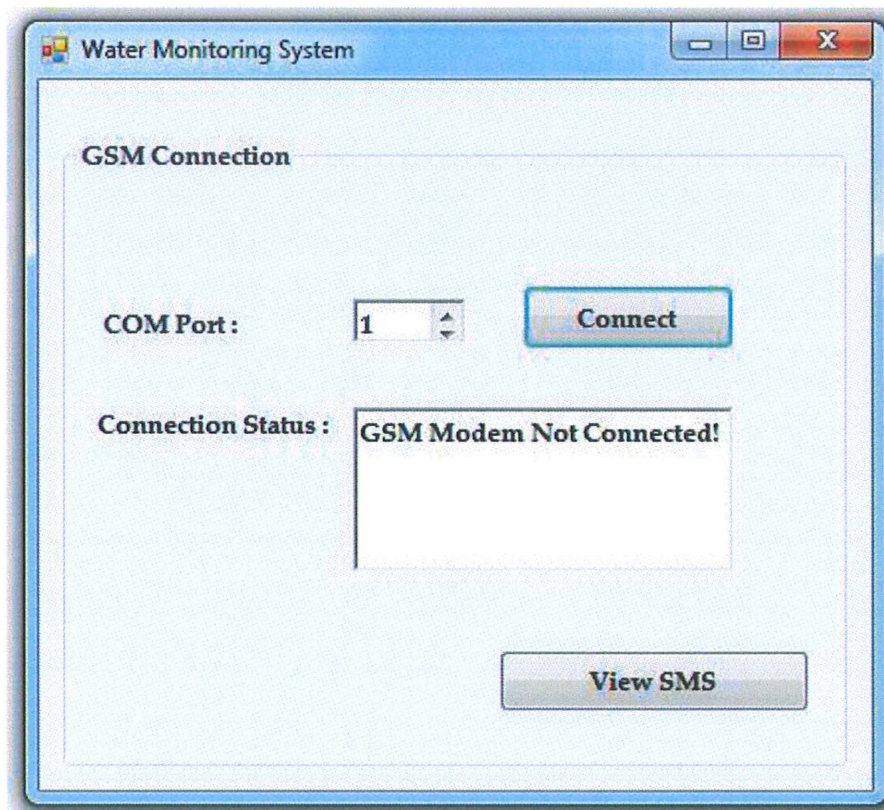 Water Monitoring System
GSM Connection
COM Port : 1 Connect
Connection Status : GSM Modem Not Connected!
View SMS